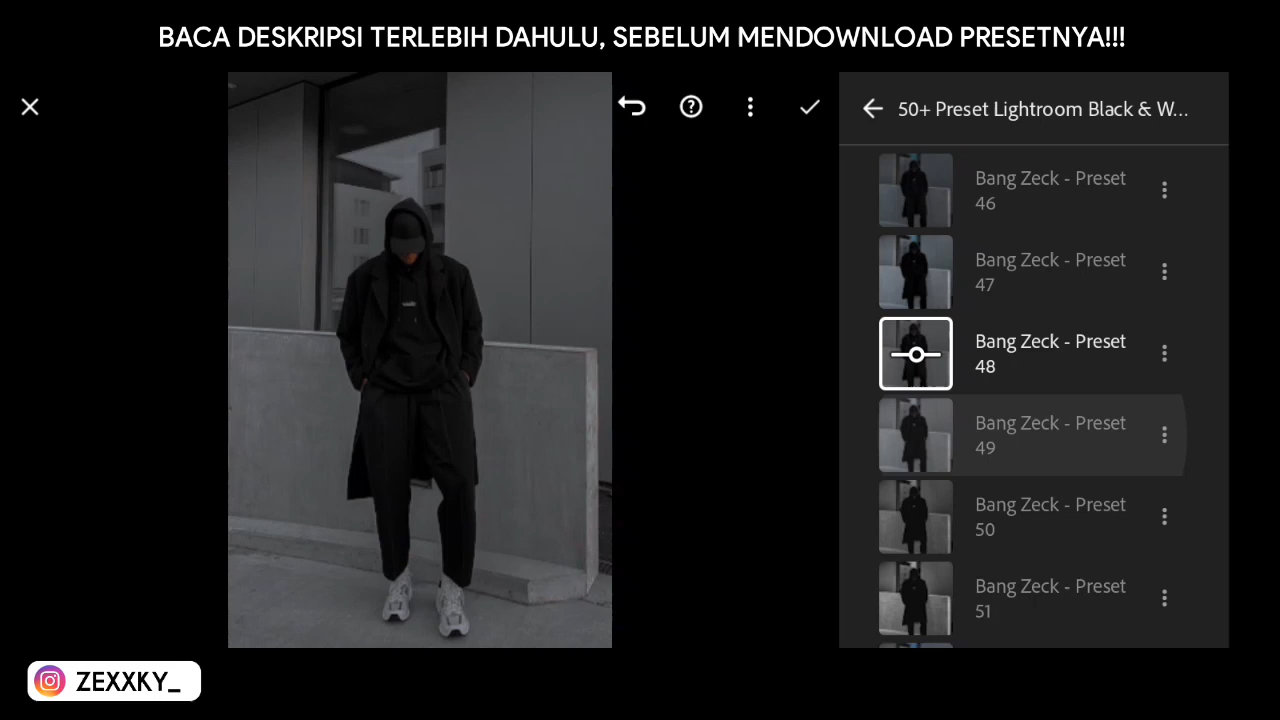 BACA DESKRIPSI TERLEBIH DAHULU, SEBELUM MENDOWNLOAD PRESETNYA!!!
50+ Preset Lightroom Black & W...
Bang Zeck - Preset
46
Bang Zeck - Preset
47
Bang Zeck - Preset
48
Bang Zeck - Preset
49
Bang Zeck - Preset
50
Bang Zeck - Preset
51
ZEXXKY_